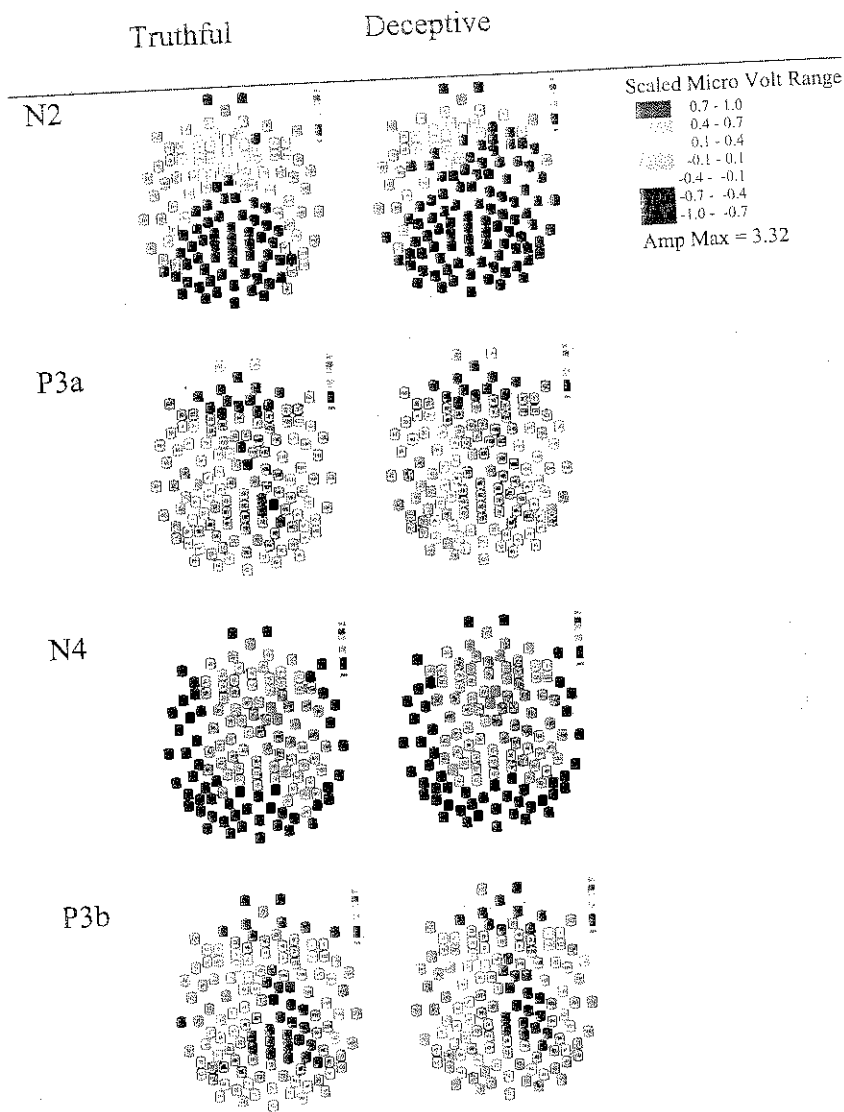 Truthful Deceptive
N2
Scaled Micro Volt Range
0.7 - 1.0
0.4 - 0.7
0.1 - 0.4
-0.1 - 0.1
-0.4 - -0.1
-0.7 - -0.4
-1.0 - -0.7
Amp Max = 3.32
P3a
N4
P3b